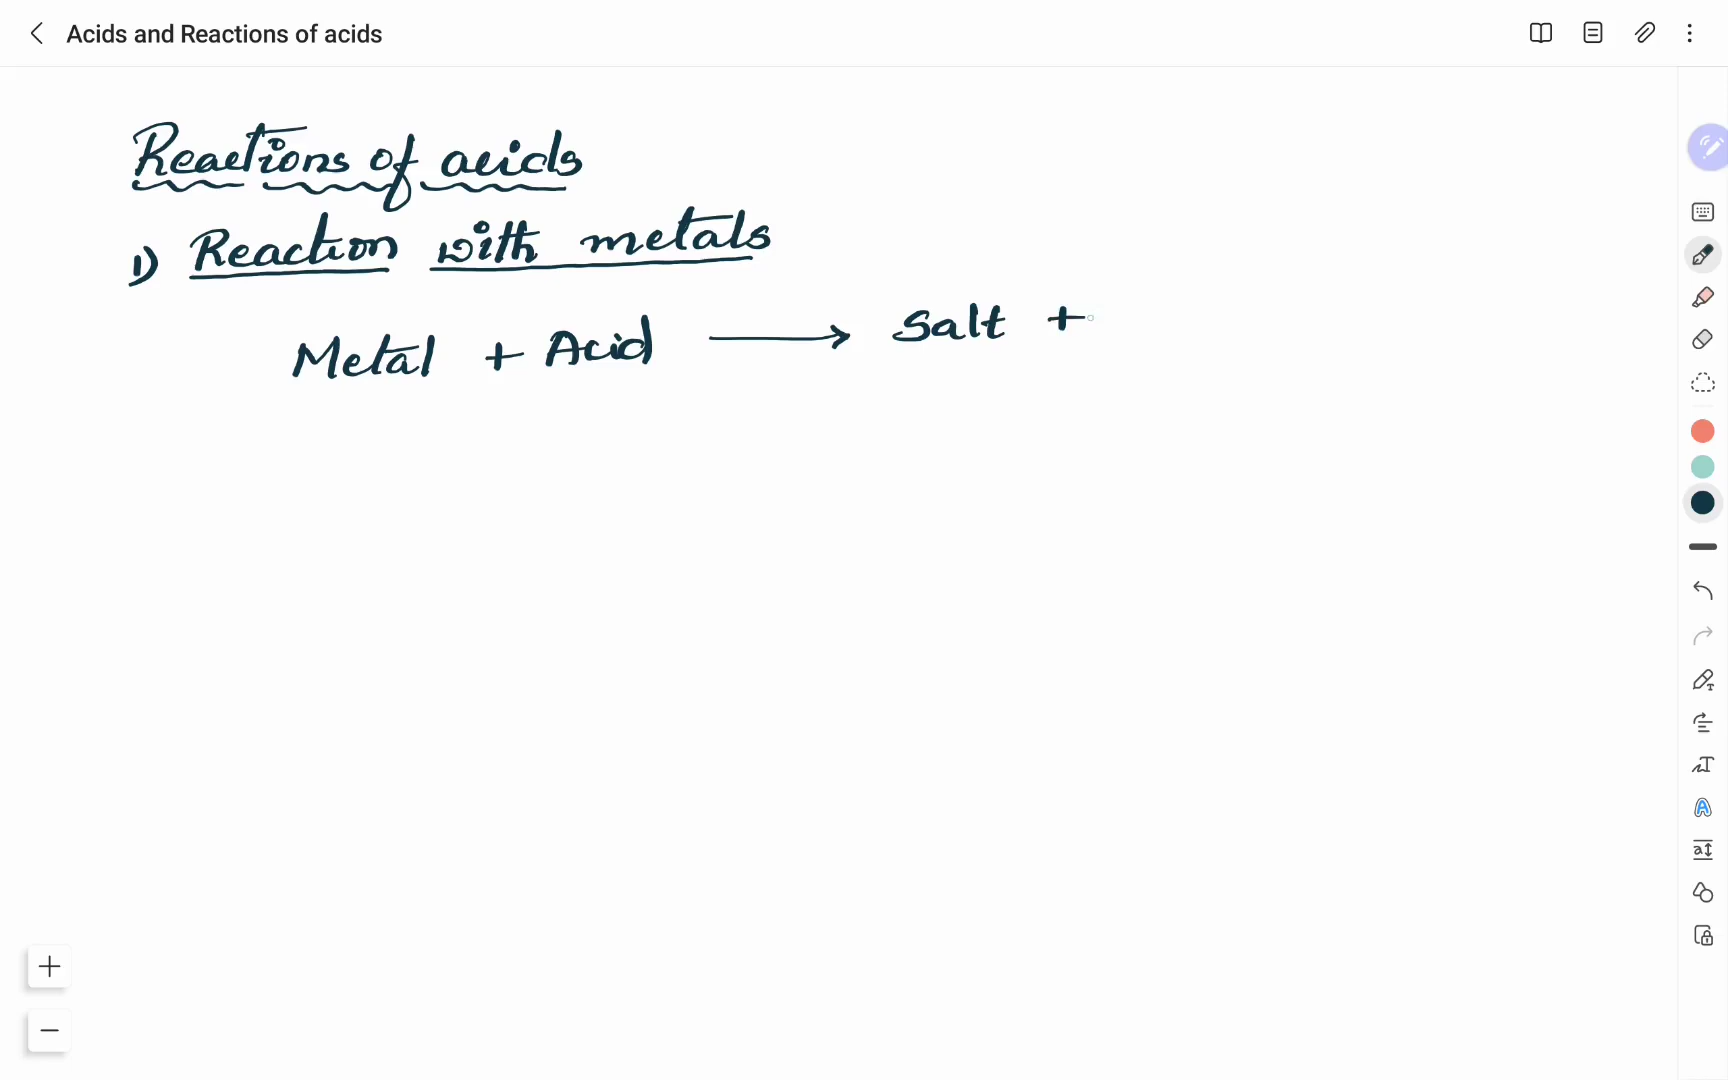 Acids and Reactions of acids
Reactions of acids
1) Reaction with metals
Metal + Acid ⟶ Salt +